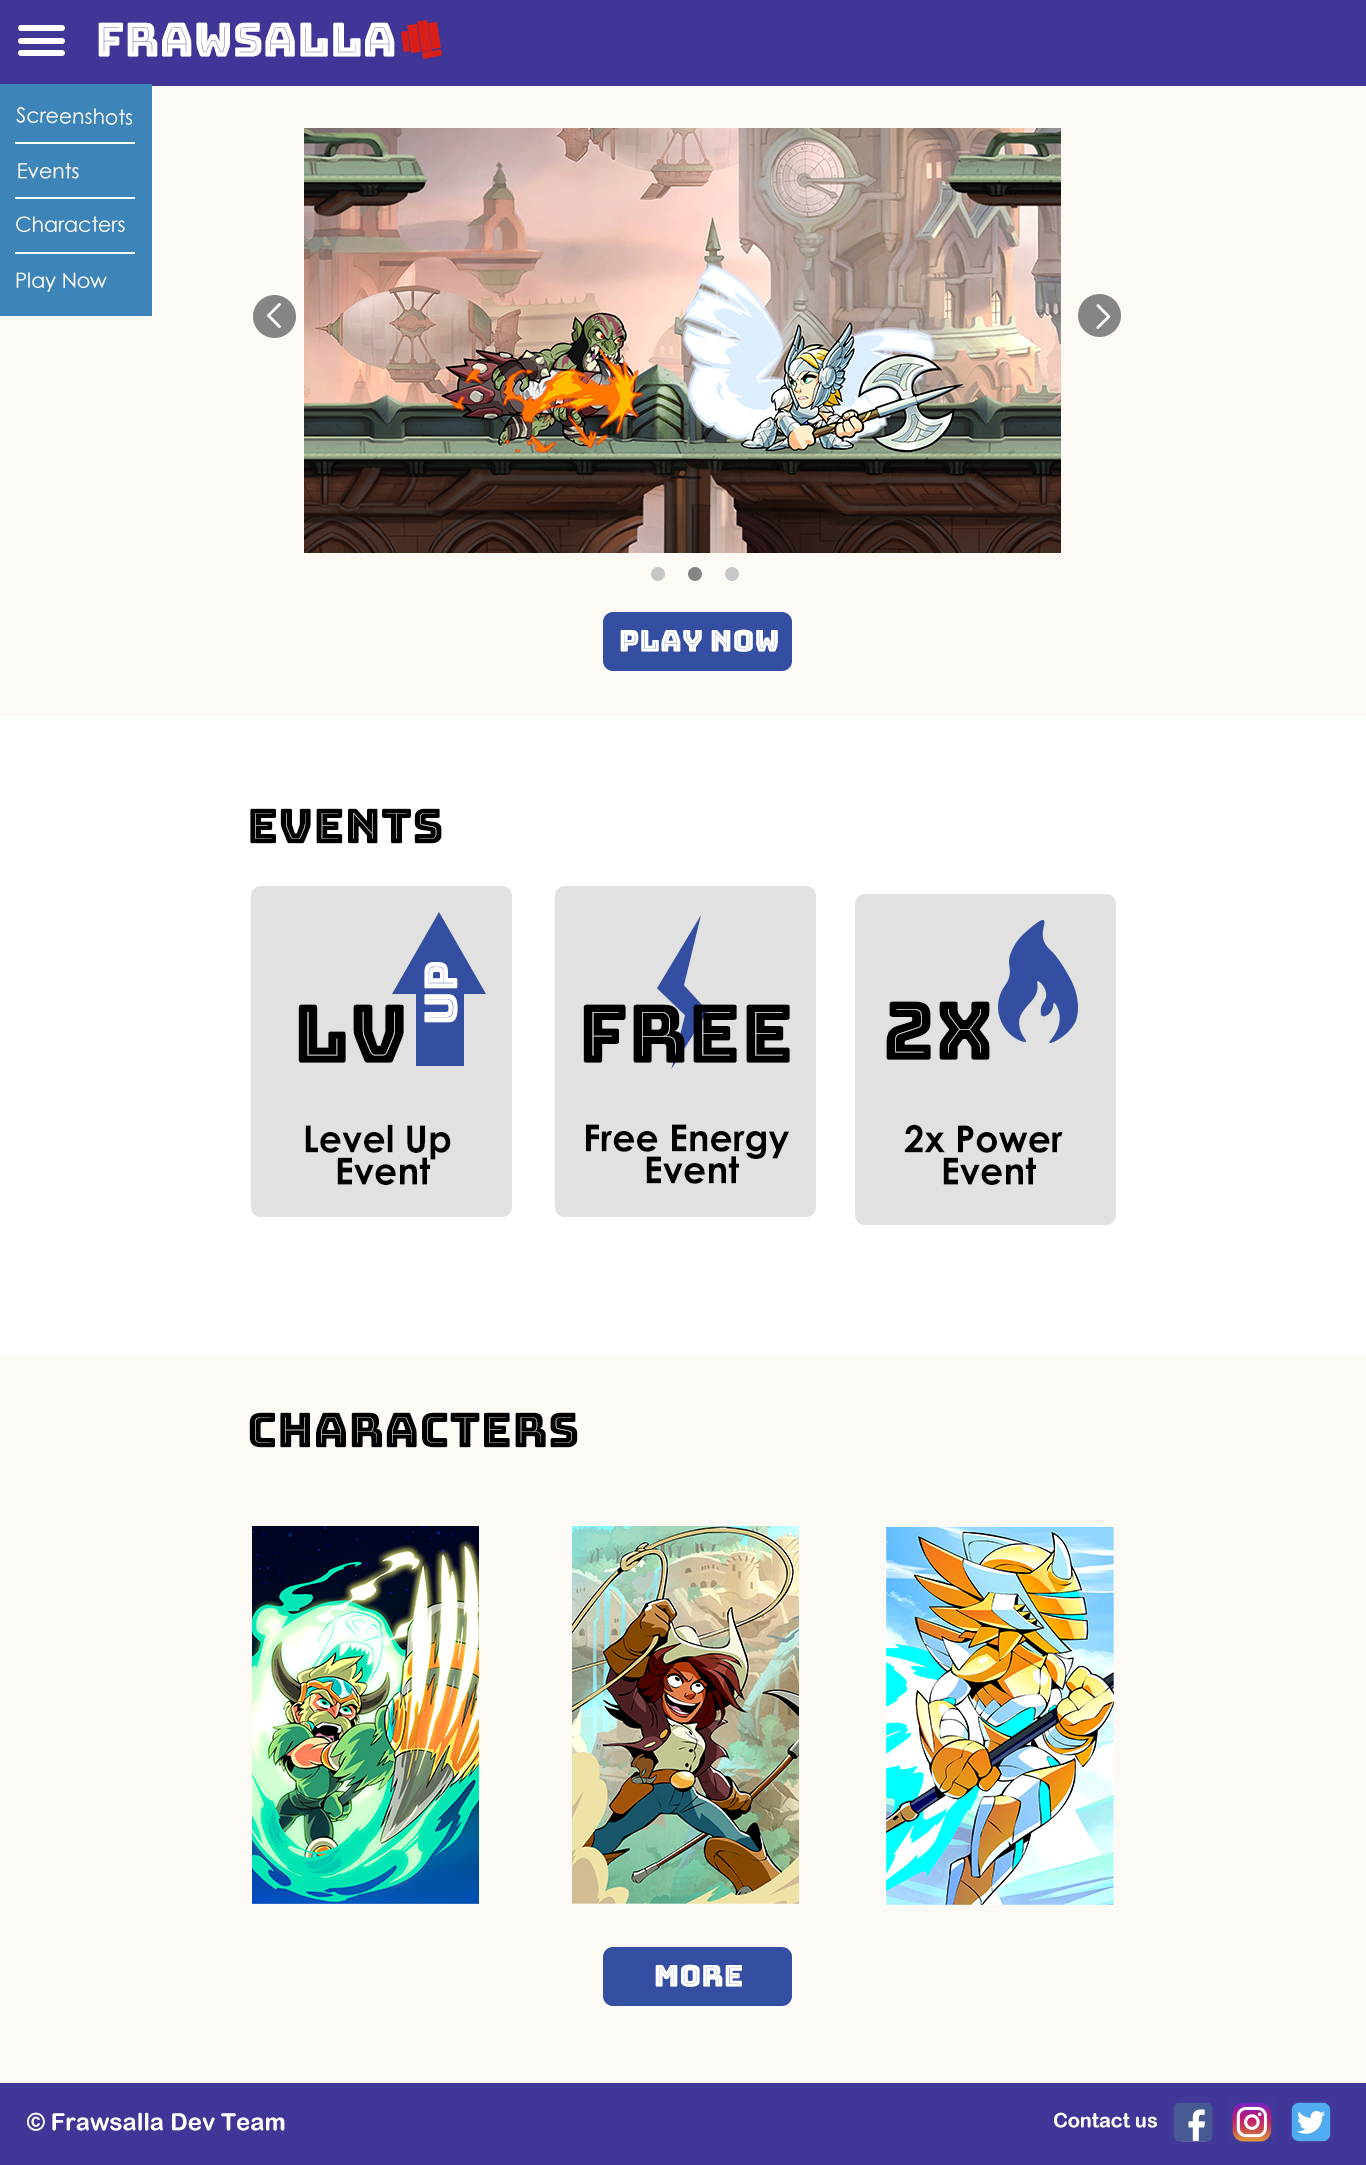 FRAWSALLA
Screenshots
Events
Characters
Play Now
PLAY NOW
EVENTS
LV UP
Level Up
Event
FREE
Free Energy
Event
2X
2x Power
Event
CHARACTERS
MORE
© Frawsalla Dev Team
Contact us